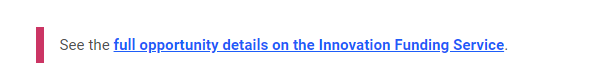 See the full opportunity details on the Innovation Funding Service.